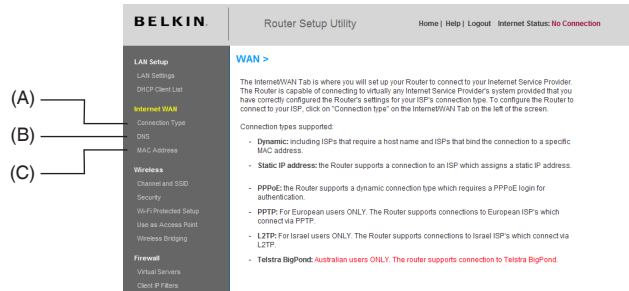 BELKIN.
Router Setup Utility
Home | Help | Logout Internet Status: No Connection
LAN Setup
LAN Settings
DHCP Client List
(A)
Internet WAN
Connection Type
(B)
DNS
(C)
MAC Address
Wireless
Channel and SSID
Security
Wi-Fi Protected Setup
Use as Access Point
Wireless Bridging
Firewall
Virtual Servers
Client IP Filters
WAN >
The Internet/WAN Tab is where you will set up your Router to connect to your Ineternet Service Provider.
The Router is capable of connecting to virtually any Internet Service Provider's system provided that you
have correctly configured the Router's settings for your ISP's connection type. To configure the Router to
connect to your ISP, click on "Connection type" on the Internet/WAN Tab on the left of the screen.
Connection types supported:
- Dynamic: including ISPs that require a host name and ISPs that bind the connection to a specific
MAC address.
- Static IP address: the Router supports a connection to an ISP which assigns a static IP address.
- PPPoE: the Router supports a dynamic connection type which requires a PPPoE login for
authentication.
- PPTP: For European users ONLY. The Router supports connections to European ISP's which
connect via PPTP.
- L2TP: For Israel users ONLY. The Router supports connections to Israel ISP's which connect via
L2TP.
- Telstra BigPond: Australian users ONLY. The router supports connection to Telstra BigPond.